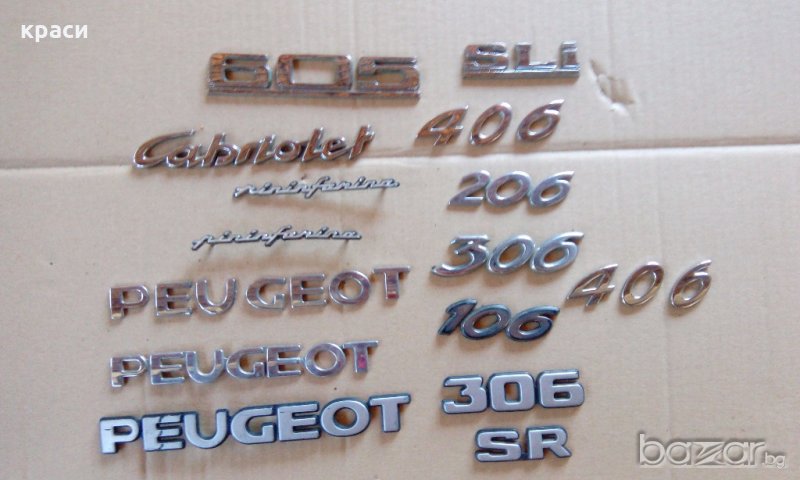 краси
605 SLi
Cabriolet 406
pininfarina 206
pininfarina 306
PEUGEOT 406
106
PEUGEOT
306
PEUGEOT
SR
bazar.bg